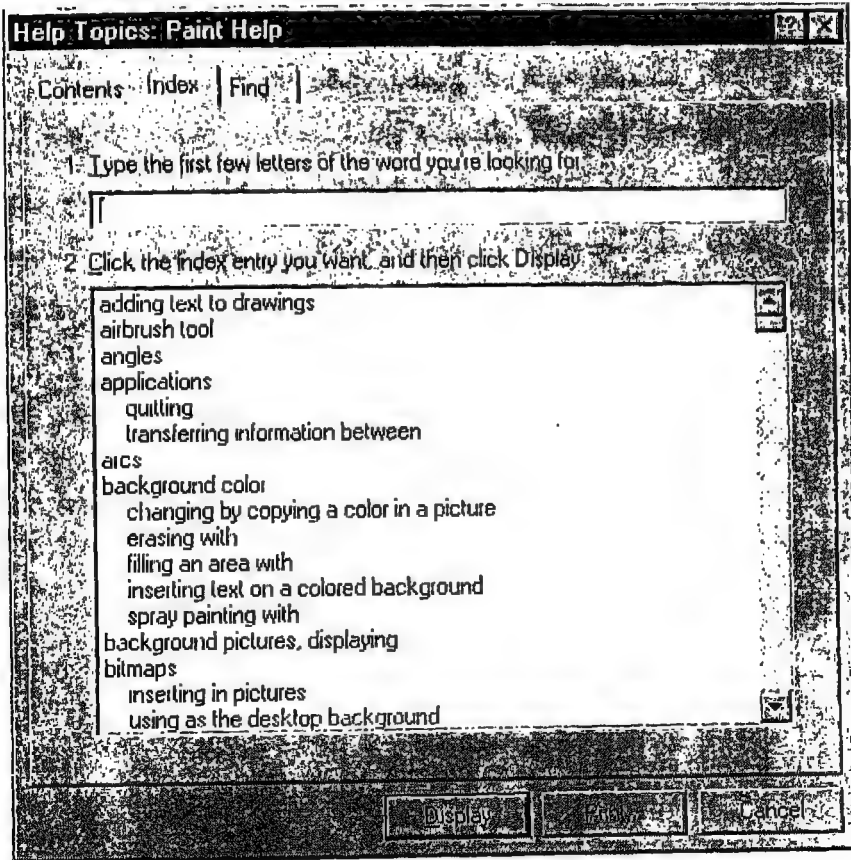 Help Topics: Paint Help
Contents Index Find
1. Type the first few letters of the word you're looking for.
2 Click the index entry you want, and then click Display.
adding text to drawings
airbrush tool
angles
applications
quitting
transferring information between
arcs
background color
changing by copying a color in a picture
erasing with
filling an area with
inserting text on a colored background
spray painting with
background pictures, displaying
bitmaps
inserting in pictures
using as the desktop background
Display Print... Cancel